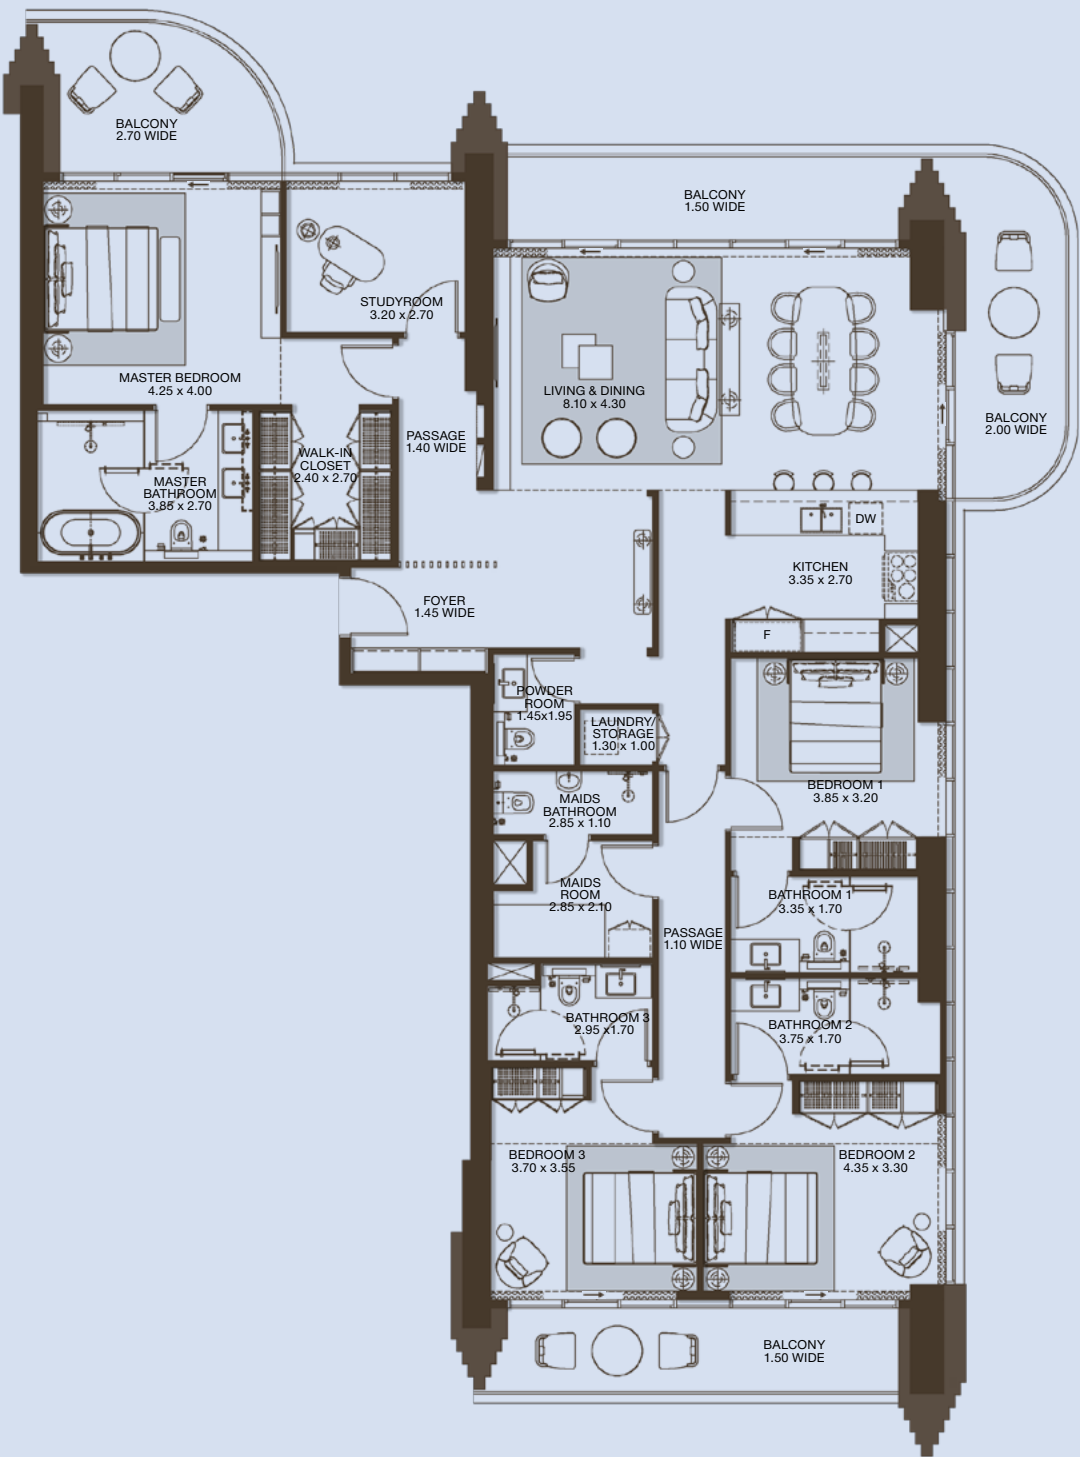 BALCONY
2.70 WIDE
BALCONY
1.50 WIDE
STUDYROOM
3.20 x 2.70
MASTER BEDROOM
4.25 x 4.00
LIVING & DINING
8.10 x 4.30
BALCONY
2.00 WIDE
PASSAGE
1.40 WIDE
WALK-IN
CLOSET
2.40 x 2.70
MASTER
BATHROOM
3.85 x 2.70
DW
KITCHEN
3.35 x 2.70
FOYER
1.45 WIDE
F
POWDER
ROOM
1.45x1.95
LAUNDRY/
STORAGE
1.30 x 1.00
BEDROOM 1
3.85 x 3.20
MAIDS
BATHROOM
2.85 x 1.10
MAIDS
ROOM
2.85 x 2.10
BATHROOM 1
3.35 x 1.70
PASSAGE
1.10 WIDE
BATHROOM 3
2.95 x1.70
BATHROOM 2
3.75 x 1.70
BEDROOM 3
3.70 x 3.55
BEDROOM 2
4.35 x 3.30
BALCONY
1.50 WIDE